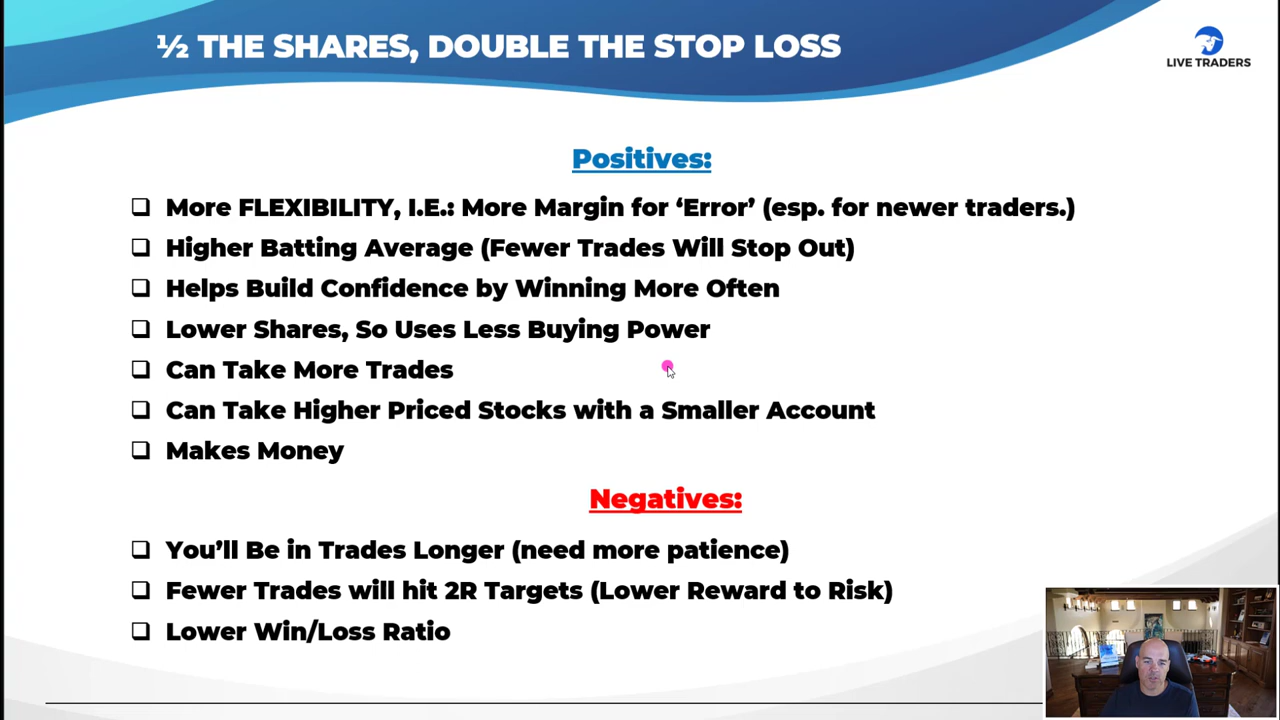 ½ THE SHARES, DOUBLE THE STOP LOSS
LIVE TRADERS
Positives:
More FLEXIBILITY, I.E.: More Margin for ‘Error’ (esp. for newer traders.)
Higher Batting Average (Fewer Trades Will Stop Out)
Helps Build Confidence by Winning More Often
Lower Shares, So Uses Less Buying Power
Can Take More Trades
Can Take Higher Priced Stocks with a Smaller Account
Makes Money
Negatives:
You’ll Be in Trades Longer (need more patience)
Fewer Trades will hit 2R Targets (Lower Reward to Risk)
Lower Win/Loss Ratio